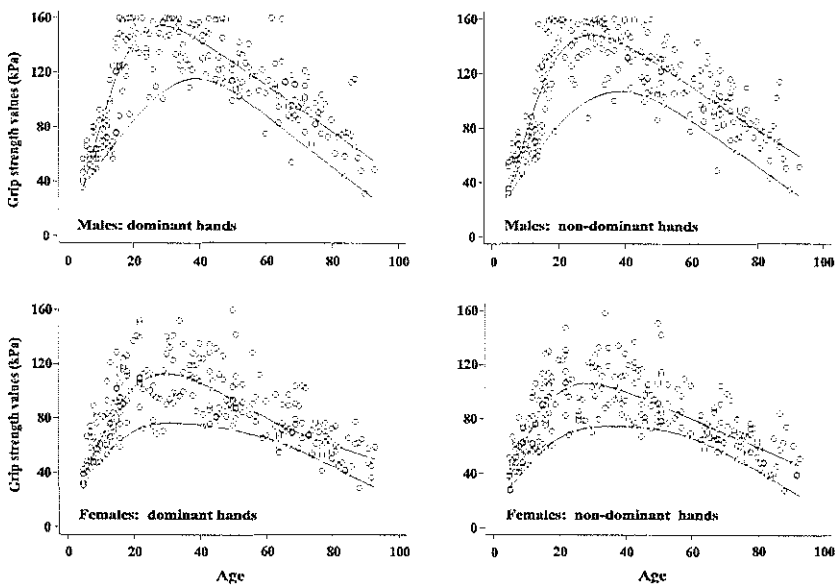 160
120
80
40
0
Grip strength values (kPa)
Males: dominant hands
0 20 40 60 80 100
160
120
80
40
0
Males: non-dominant hands
0 20 40 60 80 100
160
120
80
40
0
Grip strength values (kPa)
Females: dominant hands
0 20 40 60 80 100
Age
160
120
80
40
0
Females: non-dominant hands
0 20 40 60 80 100
Age